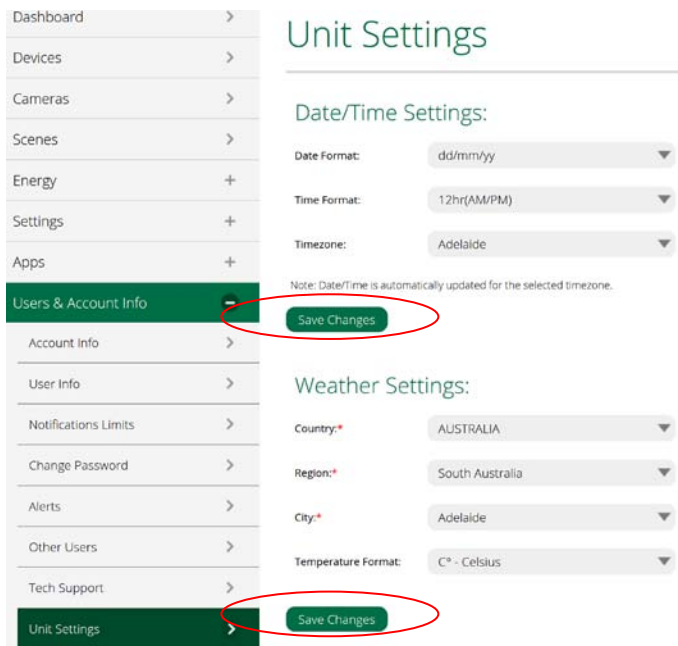 Dashboard
Devices
Cameras
Scenes
Energy
Settings
Apps
Users & Account Info
Account Info
User Info
Notifications Limits
Change Password
Alerts
Other Users
Tech Support
Unit Settings
Unit Settings
Date/Time Settings:
Date Format: dd/mm/yy
Time Format: 12hr(AM/PM)
Timezone: Adelaide
Note: Date/Time is automatically updated for the selected timezone.
Save Changes
Weather Settings:
Country:* AUSTRALIA
Region:* South Australia
City:* Adelaide
Temperature Format: C° - Celsius
Save Changes